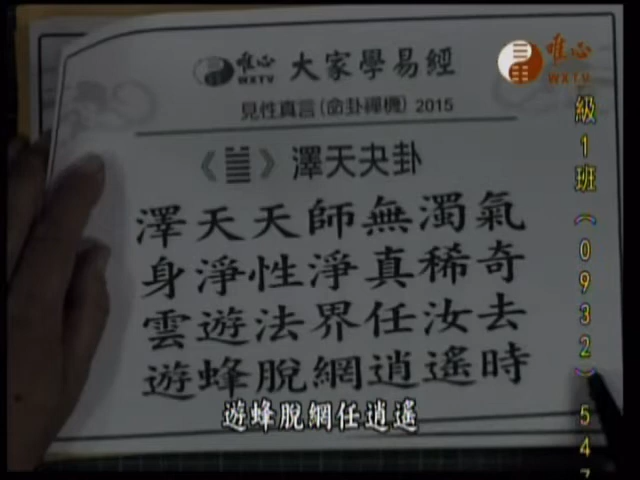 唯心 WXTV 大家學易經
見性真言(命卦禪機) 2015
《䷪》澤天夬卦
澤天天師無濁氣
身淨性淨真稀奇
雲遊法界任汝去
遊蜂脫網逍遙時
遊蜂脫網任逍遙
唯心
WXTV
級1班(0932)547